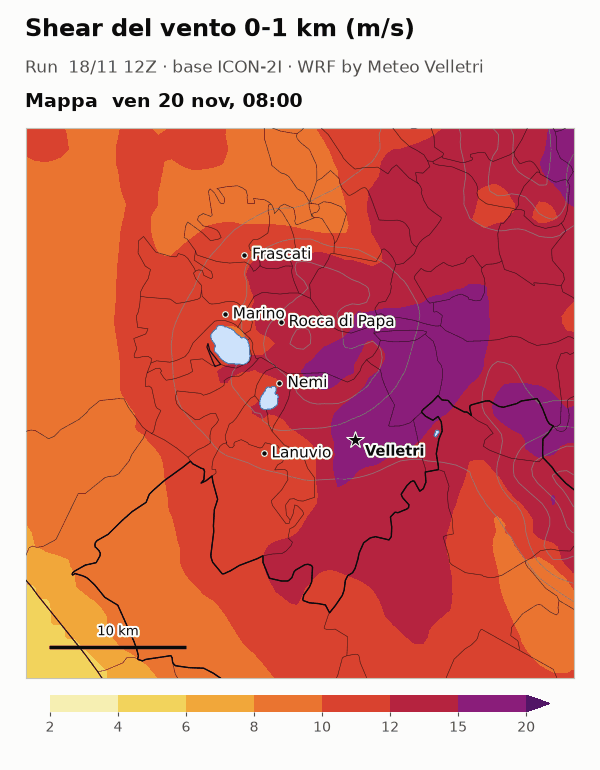 Shear del vento 0-1 km (m/s)
Run 18/11 12Z · base ICON-2I · WRF by Meteo Velletri
Mappa ven 20 nov, 08:00
Frascati
Marino
Rocca di Papa
Nemi
Velletri
Lanuvio
10 km
2 4 6 8 10 12 15 20